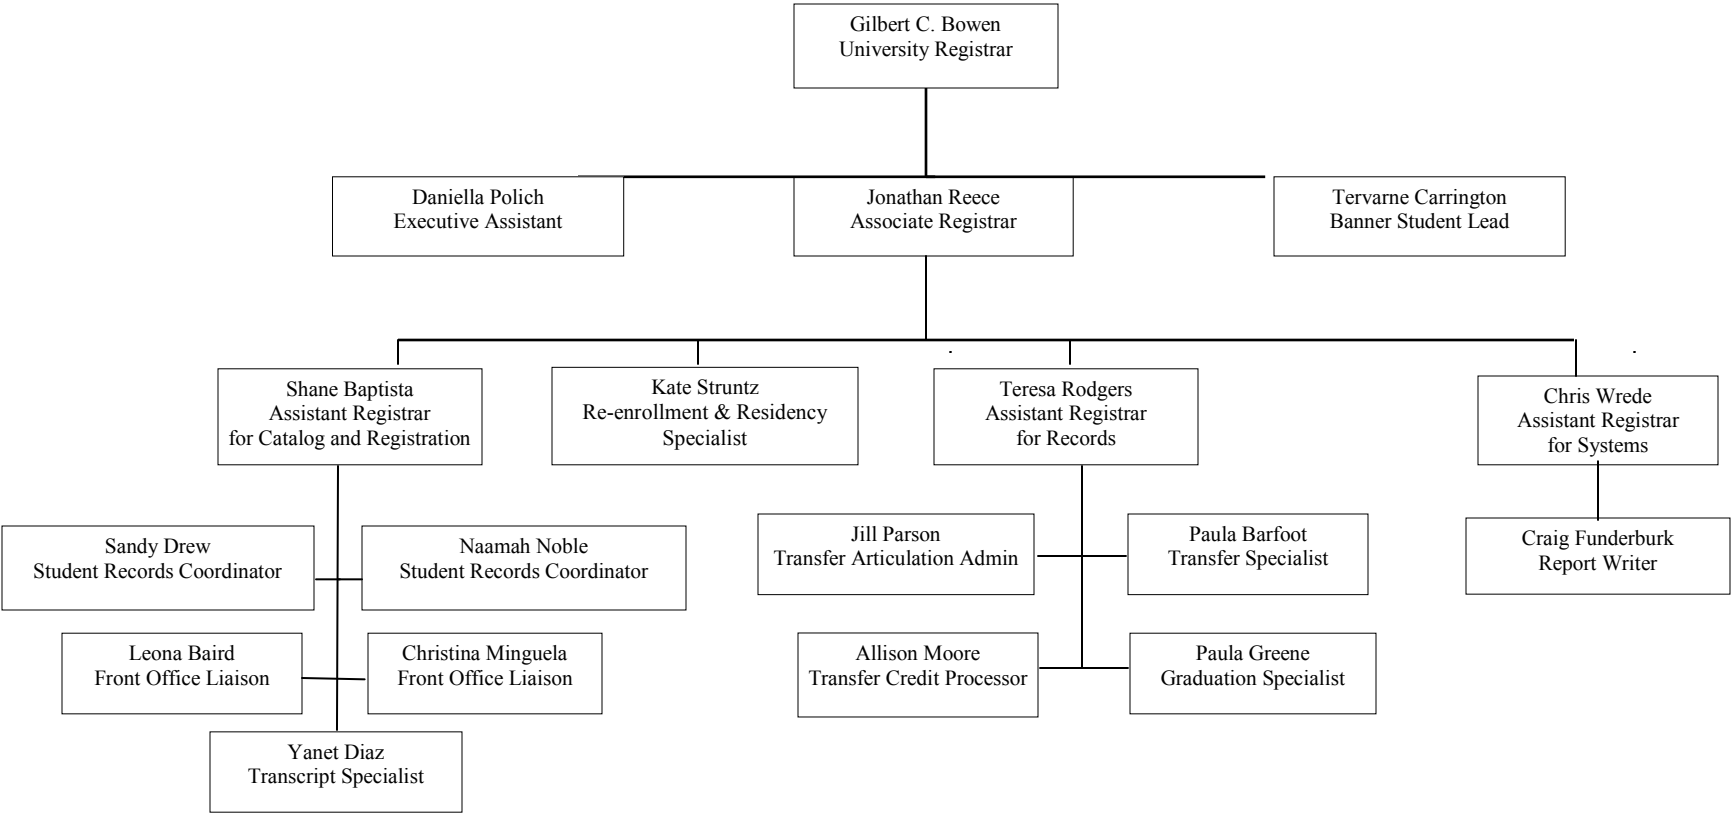 Gilbert C. Bowen
University Registrar
Daniella Polich
Executive Assistant
Jonathan Reece
Associate Registrar
Tervarne Carrington
Banner Student Lead
Shane Baptista
Assistant Registrar
for Catalog and Registration
Kate Struntz
Re-enrollment & Residency
Specialist
Teresa Rodgers
Assistant Registrar
for Records
Chris Wrede
Assistant Registrar
for Systems
Sandy Drew
Student Records Coordinator
Naamah Noble
Student Records Coordinator
Jill Parson
Transfer Articulation Admin
Paula Barfoot
Transfer Specialist
Craig Funderburk
Report Writer
Leona Baird
Front Office Liaison
Christina Minguela
Front Office Liaison
Allison Moore
Transfer Credit Processor
Paula Greene
Graduation Specialist
Yanet Diaz
Transcript Specialist